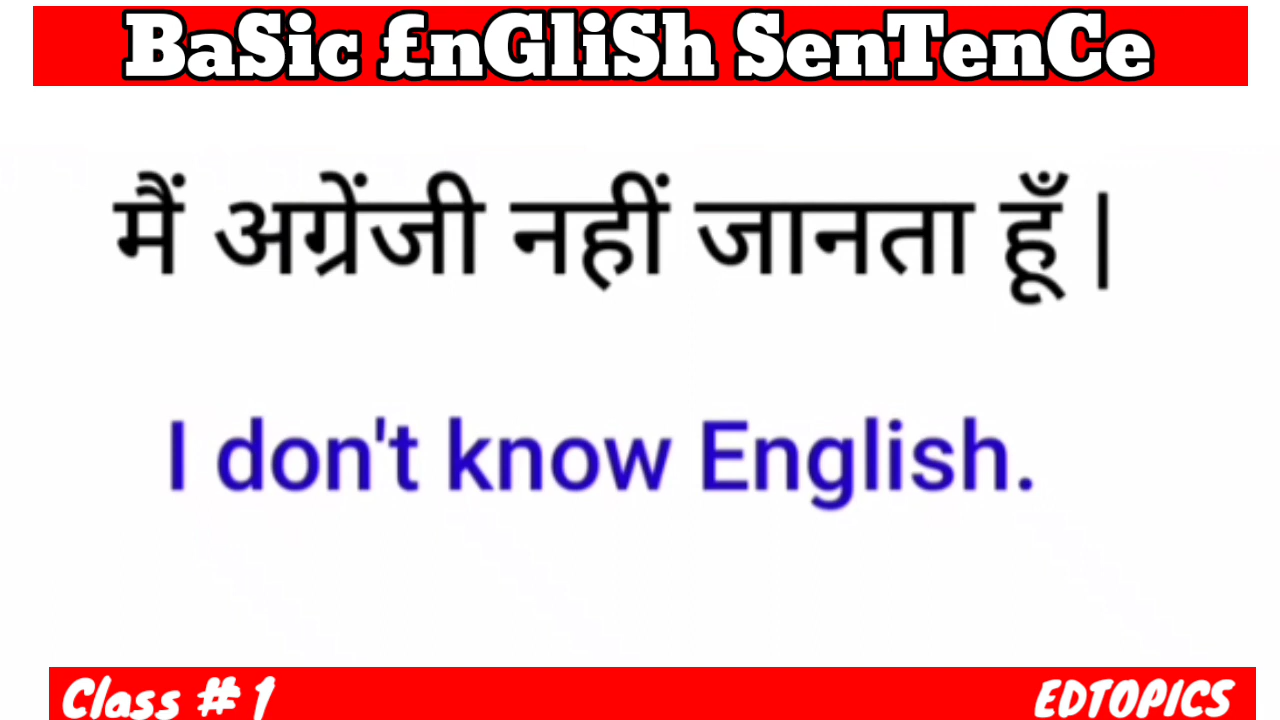 BaSic £nGliSh SenTenCe
मैं अग्रेंजी नहीं जानता हूँ |
I don't know English.
Class # 1
EDTOPICS